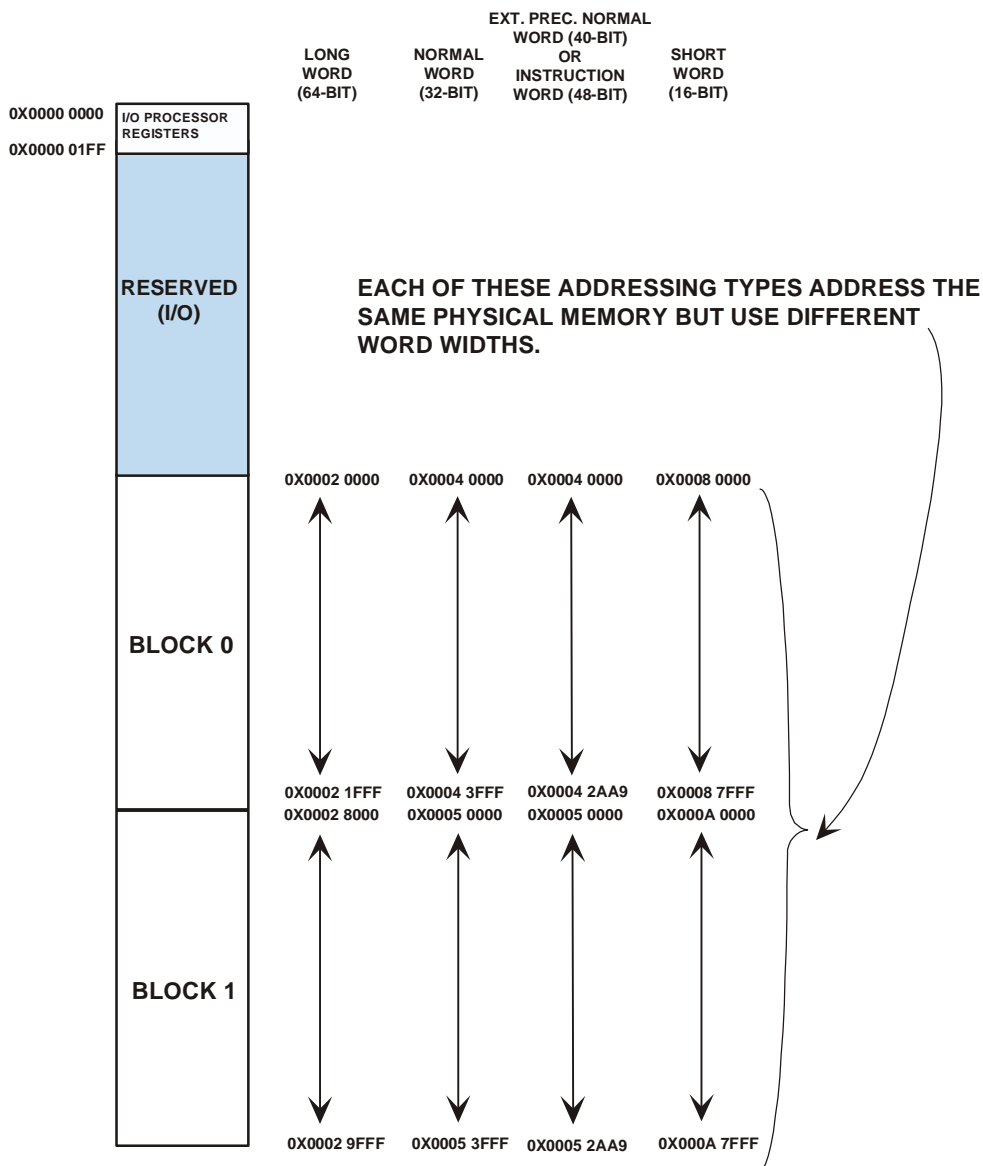 LONG
WORD
(64-BIT)
NORMAL
WORD
(32-BIT)
EXT. PREC. NORMAL
WORD (40-BIT)
OR
INSTRUCTION
WORD (48-BIT)
SHORT
WORD
(16-BIT)
0X0000 0000
I/O PROCESSOR
REGISTERS
0X0000 01FF
RESERVED
(I/O)
EACH OF THESE ADDRESSING TYPES ADDRESS THE
SAME PHYSICAL MEMORY BUT USE DIFFERENT
WORD WIDTHS.
0X0002 0000 0X0004 0000 0X0004 0000 0X0008 0000
BLOCK 0
0X0002 1FFF 0X0004 3FFF 0X0004 2AA9 0X0008 7FFF
0X0002 8000 0X0005 0000 0X0005 0000 0X000A 0000
BLOCK 1
0X0002 9FFF 0X0005 3FFF 0X0005 2AA9 0X000A 7FFF